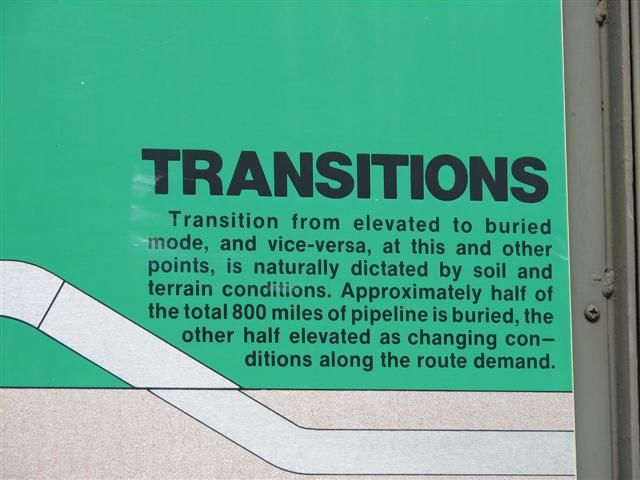 TRANSITIONS
Transition from elevated to buried
mode, and vice-versa, at this and other
points, is naturally dictated by soil and
terrain conditions. Approximately half of
the total 800 miles of pipeline is buried, the
other half elevated as changing con–
ditions along the route demand.